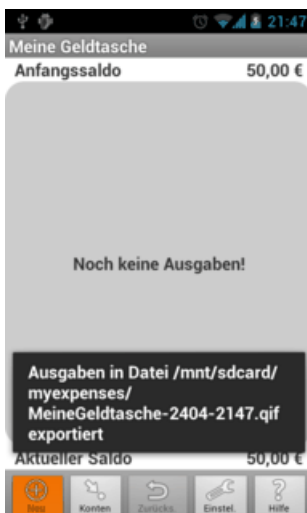 21:47
Meine Geldtasche
Anfangssaldo 50,00 €
Noch keine Ausgaben!
Ausgaben in Datei /mnt/sdcard/
myexpenses/
MeineGeldtasche-2404-2147.qif
exportiert
Aktueller Saldo 50,00 €
Neu Konten Zurücks. Einstel. Hilfe